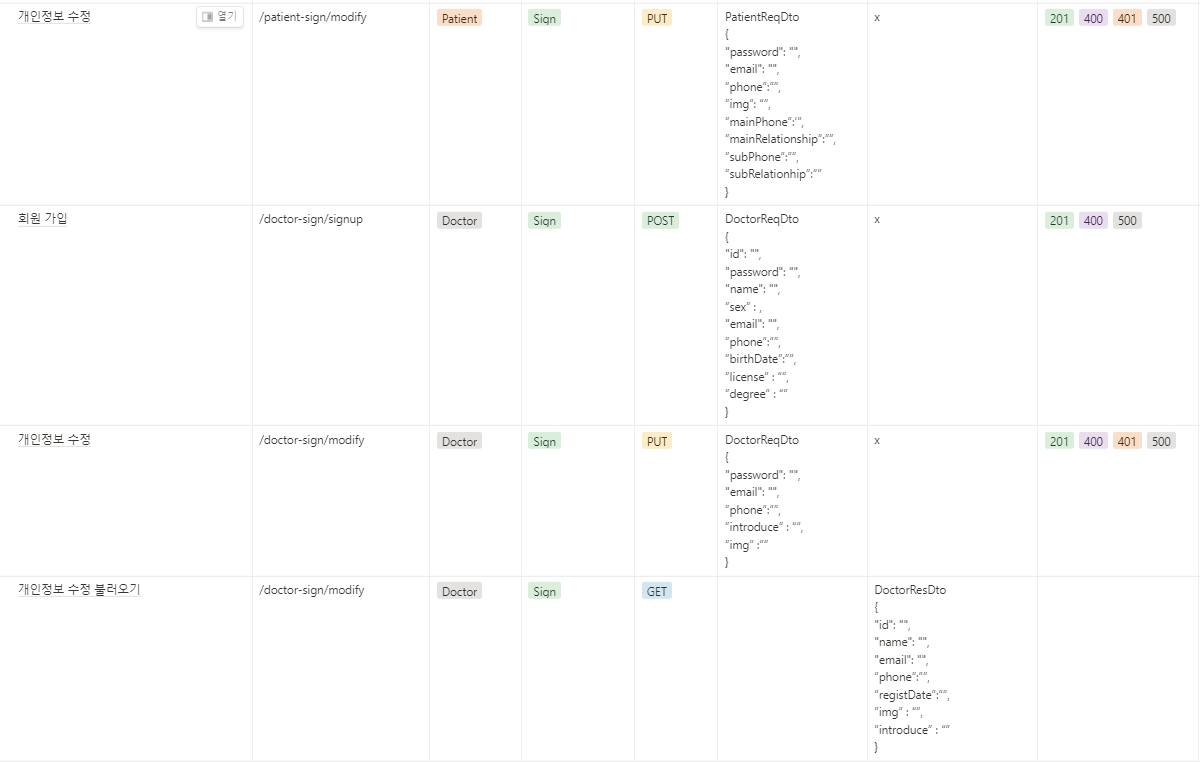 개인정보 수정 열기 /patient-sign/modify Patient Sign PUT PatientReqDto x 201 400 401 500
{
"password": "",
"email": "",
"phone":"",
"img": "",
"mainPhone":"",
"mainRelationship":"",
"subPhone":"",
"subRelationhip":""
}
회원 가입 /doctor-sign/signup Doctor Sign POST DoctorReqDto x 201 400 500
{
"id": "",
"password": "",
"name": "",
"sex" : ,
"email": "",
"phone":"",
"birthDate":"",
"license" : "",
"degree" : ""
}
개인정보 수정 /doctor-sign/modify Doctor Sign PUT DoctorReqDto x 201 400 401 500
{
"password": "",
"email": "",
"phone":"",
"introduce" : "",
"img" :""
}
개인정보 수정 불러오기 /doctor-sign/modify Doctor Sign GET DoctorResDto
{
"id": "",
"name": "",
"email": "",
"phone":"",
"registDate":"",
"img" : "",
"introduce" : ""
}